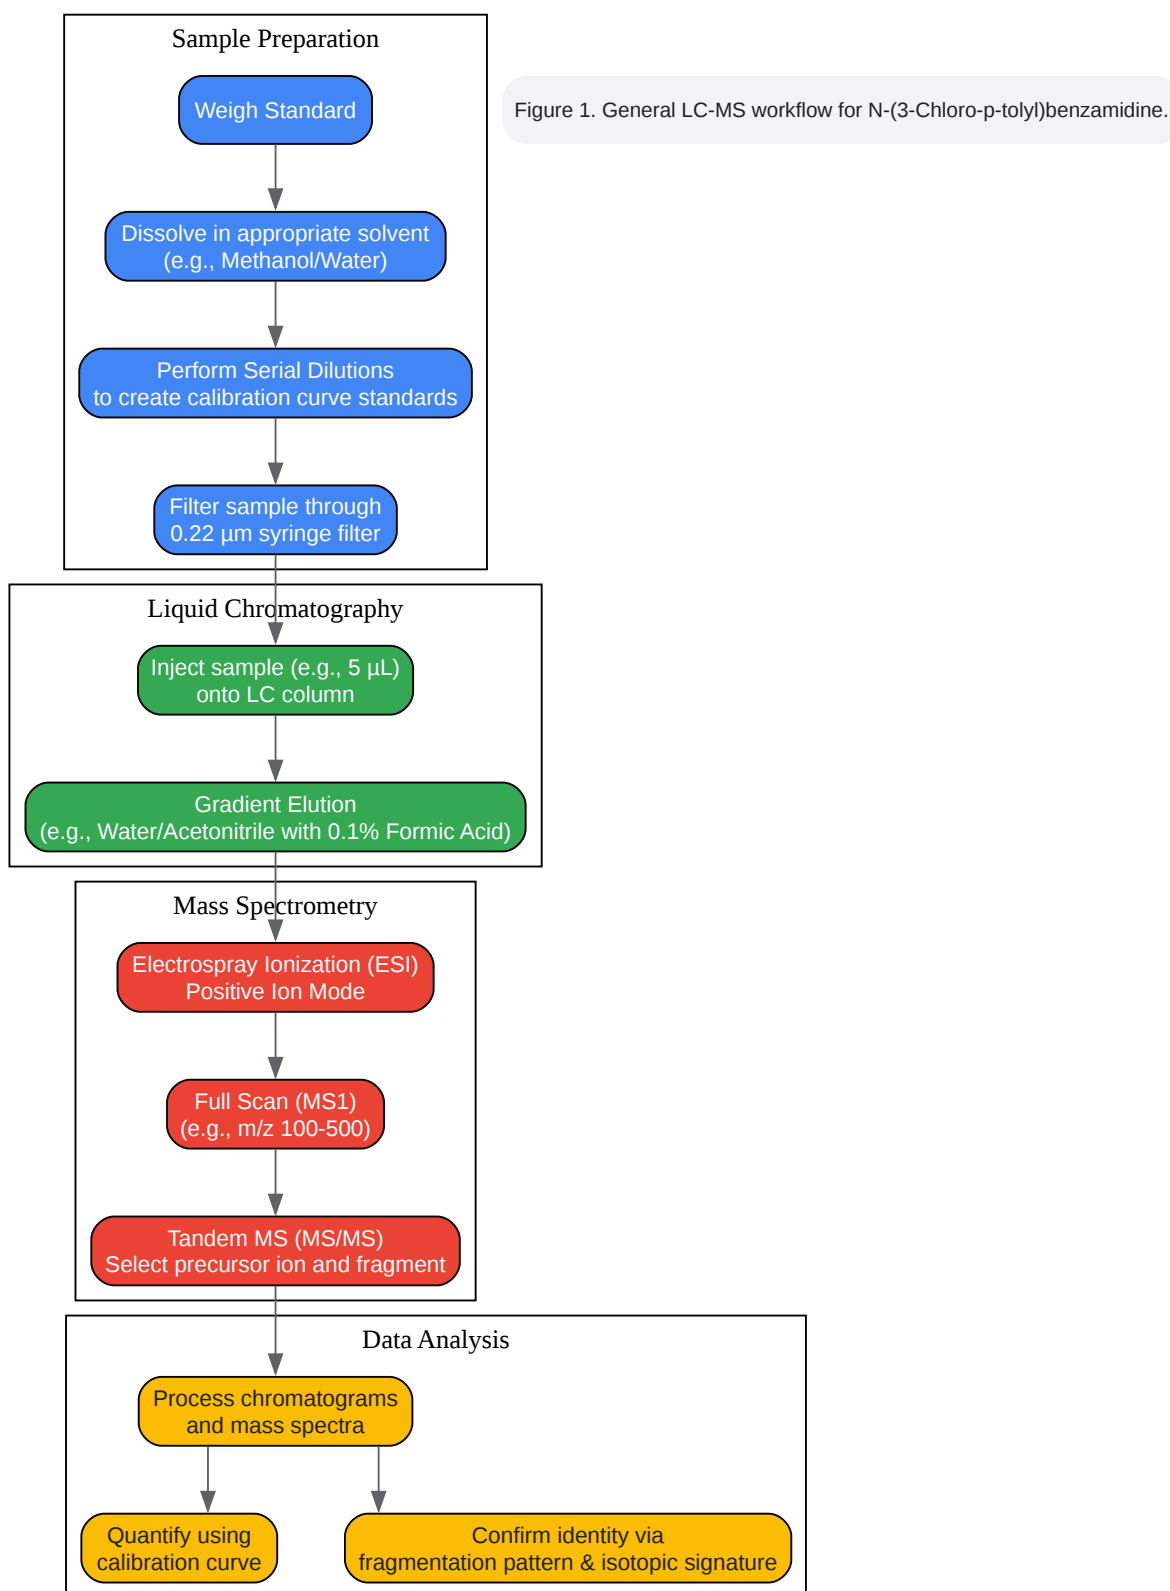 Sample Preparation
Weigh Standard
Figure 1. General LC-MS workflow for N-(3-Chloro-p-tolyl)benzamidine.
Dissolve in appropriate solvent
(e.g., Methanol/Water)
Perform Serial Dilutions
to create calibration curve standards
Filter sample through
0.22 µm syringe filter
Liquid Chromatography
Inject sample (e.g., 5 µL)
onto LC column
Gradient Elution
(e.g., Water/Acetonitrile with 0.1% Formic Acid)
Mass Spectrometry
Electrospray Ionization (ESI)
Positive Ion Mode
Full Scan (MS1)
(e.g., m/z 100-500)
Tandem MS (MS/MS)
Select precursor ion and fragment
Data Analysis
Process chromatograms
and mass spectra
Quantify using
calibration curve
Confirm identity via
fragmentation pattern & isotopic signature